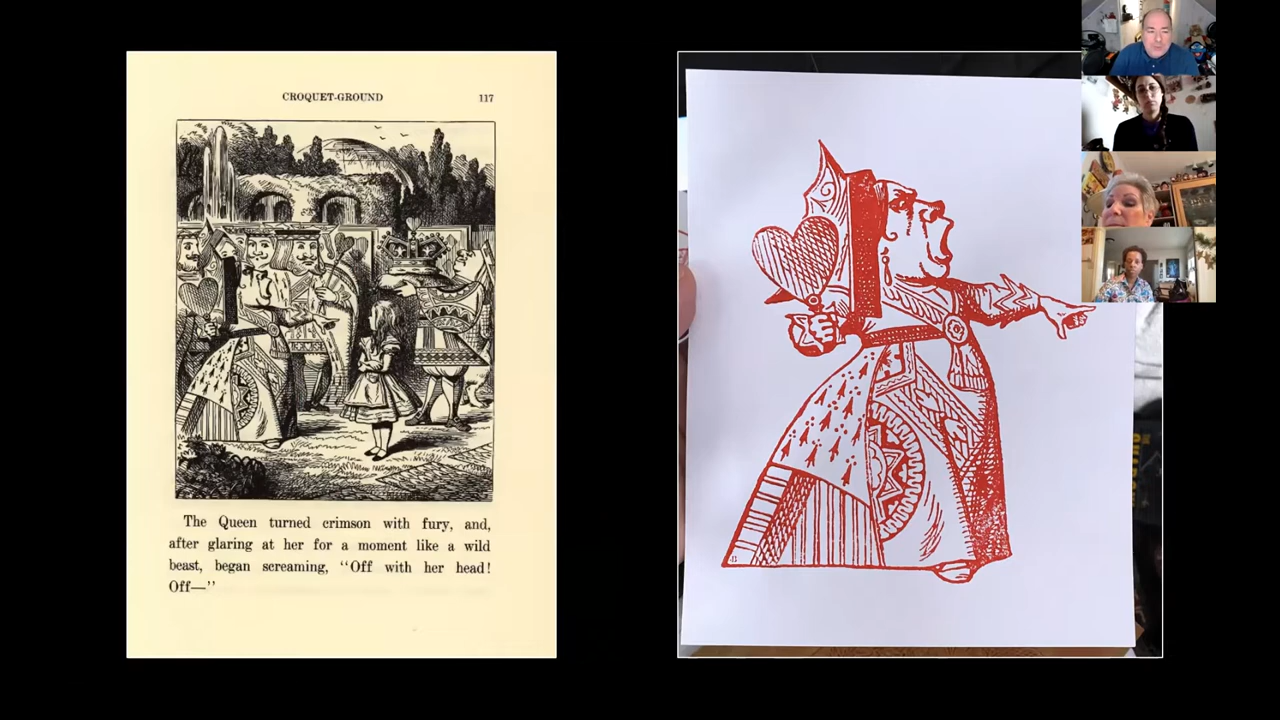 CROQUET-GROUND 117
The Queen turned crimson with fury, and,
after glaring at her for a moment like a wild
beast, began screaming, “Off with her head!
Off—”